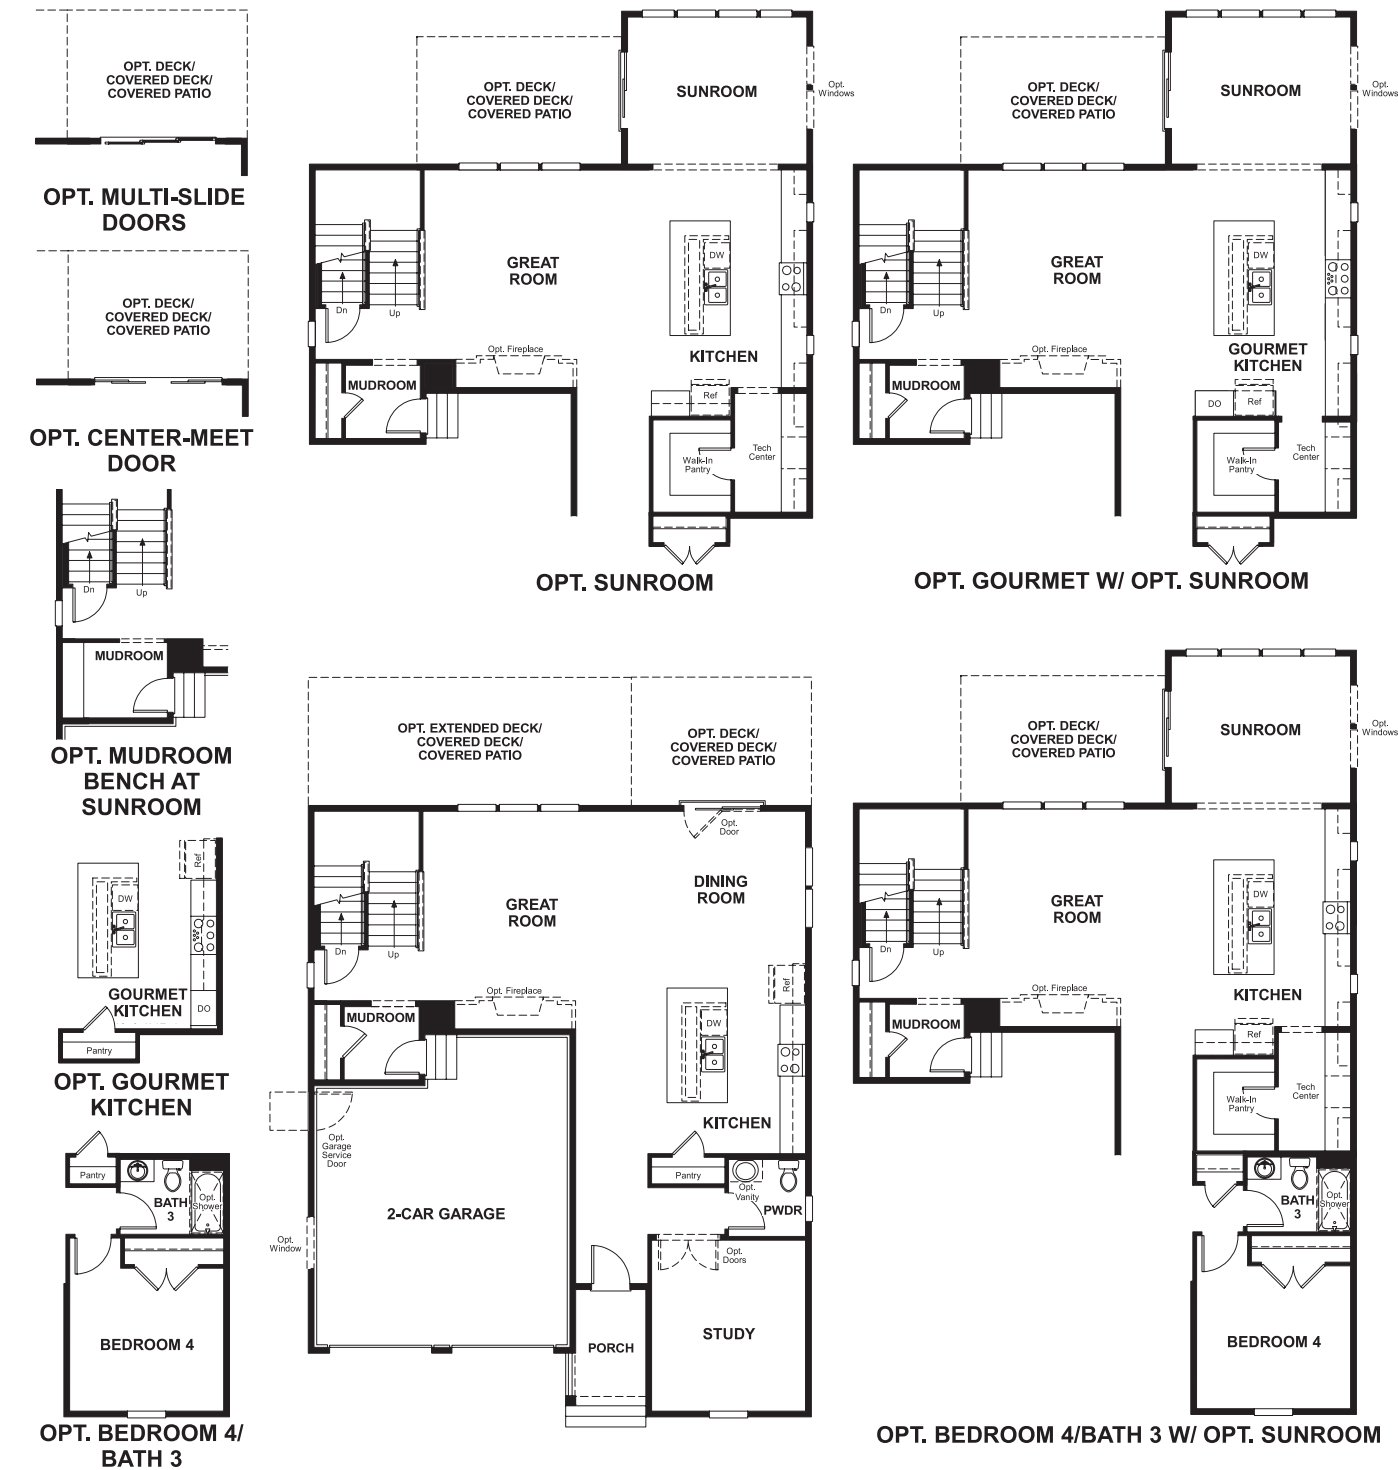 OPT. DECK/
COVERED DECK/
COVERED PATIO
OPT. MULTI-SLIDE
DOORS
OPT. DECK/
COVERED DECK/
COVERED PATIO
OPT. CENTER-MEET
DOOR
Dn
Up
MUDROOM
OPT. MUDROOM
BENCH AT
SUNROOM
Ref
DW
GOURMET
KITCHEN
DO
Pantry
OPT. GOURMET
KITCHEN
Pantry
BATH
3
Opt.
Shower
BEDROOM 4
OPT. BEDROOM 4/
BATH 3
OPT. DECK/
COVERED DECK/
COVERED PATIO
SUNROOM
Opt.
Windows
GREAT
ROOM
DW
Dn
Up
Opt. Fireplace
KITCHEN
MUDROOM
Ref
Walk-In
Pantry
Tech
Center
OPT. SUNROOM
OPT. DECK/
COVERED DECK/
COVERED PATIO
SUNROOM
Opt.
Windows
GREAT
ROOM
DW
Dn
Up
Opt. Fireplace
GOURMET
KITCHEN
MUDROOM
DO
Ref
Walk-In
Pantry
Tech
Center
OPT. GOURMET W/ OPT. SUNROOM
OPT. EXTENDED DECK/
COVERED DECK/
COVERED PATIO
OPT. DECK/
COVERED DECK/
COVERED PATIO
Opt.
Door
DINING
ROOM
GREAT
ROOM
Dn
Up
Ref
Opt. Fireplace
MUDROOM
DW
KITCHEN
Opt.
Garage
Service
Door
Pantry
Opt.
Vanity
PWDR
2-CAR GARAGE
Opt.
Window
Opt.
Doors
STUDY
PORCH
OPT. DECK/
COVERED DECK/
COVERED PATIO
SUNROOM
Opt.
Windows
GREAT
ROOM
DW
Dn
Up
Opt. Fireplace
KITCHEN
MUDROOM
Ref
Walk-In
Pantry
Tech
Center
BATH
3
Opt.
Shower
BEDROOM 4
OPT. BEDROOM 4/BATH 3 W/ OPT. SUNROOM